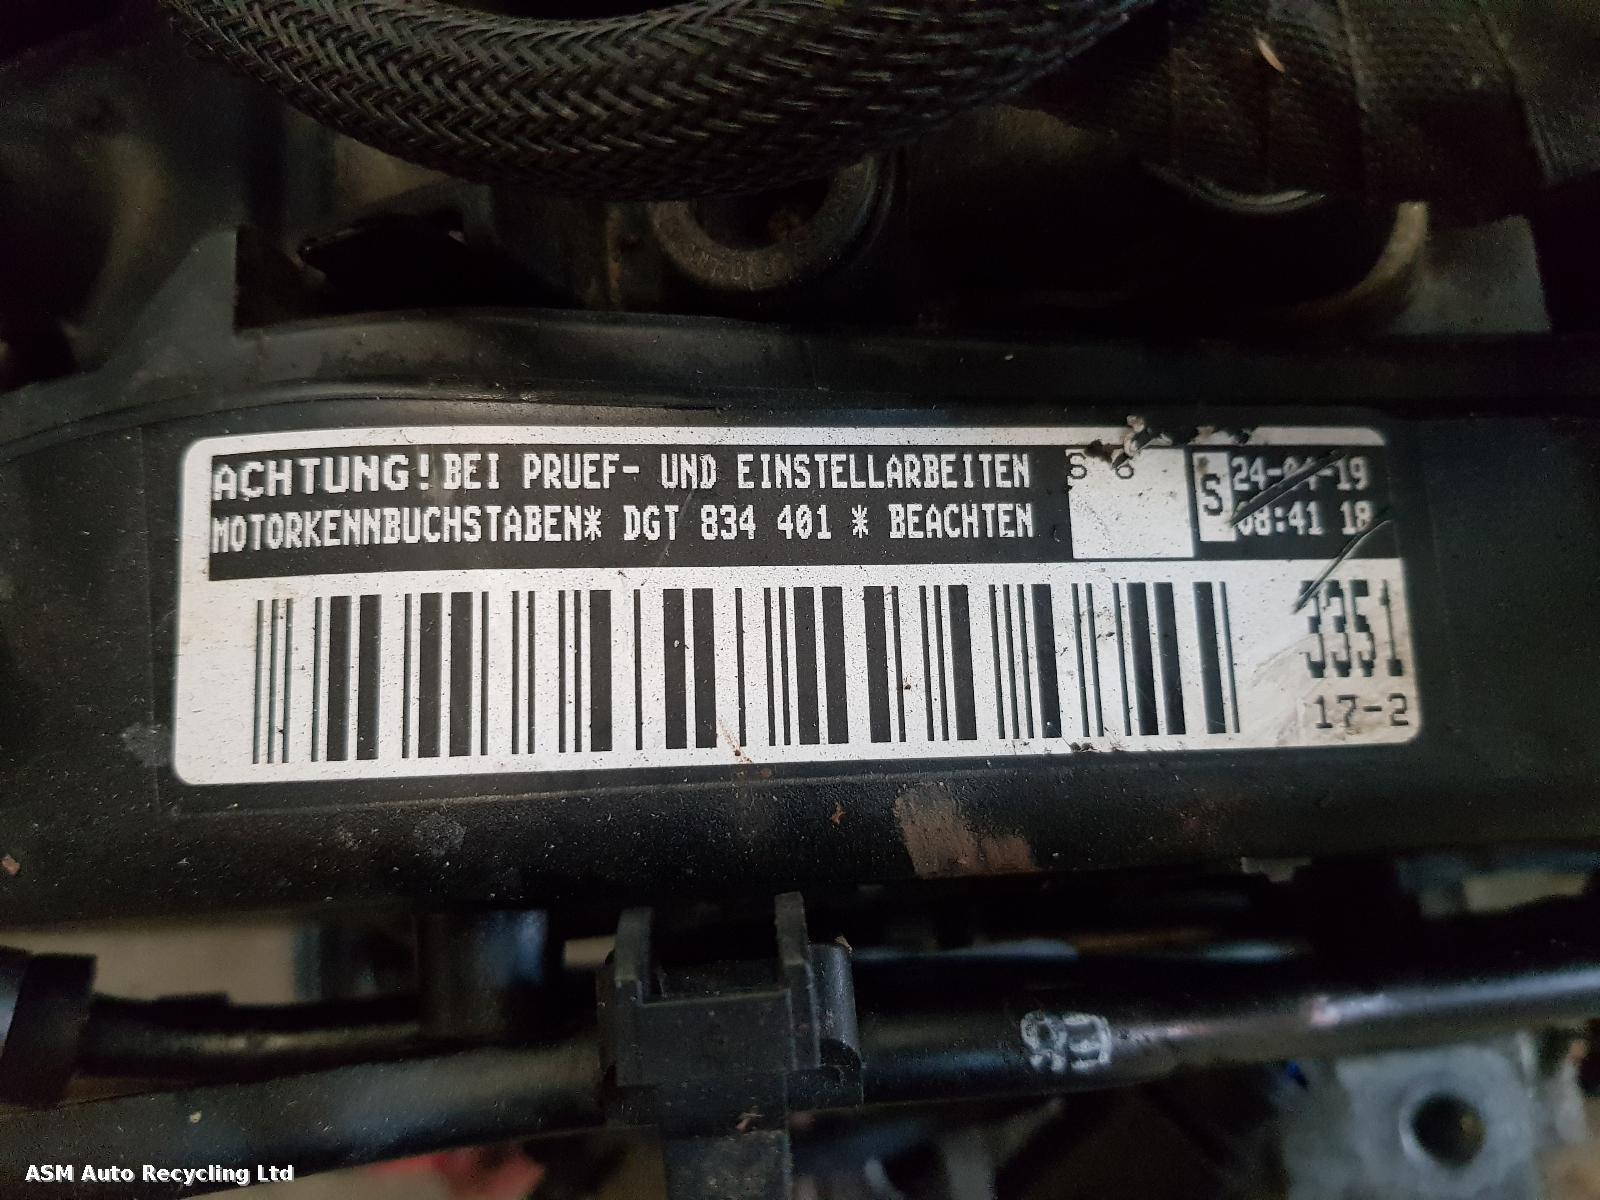 ACHTUNG! BEI PRUEF- UND EINSTELLARBEITEN
MOTORKENNBUCHSTABEN* DGT 834 401 * BEACHTEN
S 6
S
24-04-19
08:41 18
3351
17-2
ASM Auto Recycling Ltd